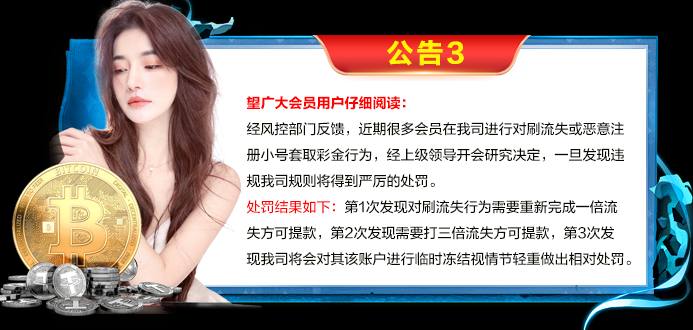 公告3
望广大会员用户仔细阅读：
经风控部门反馈，近期很多会员在我司进行对刷流失或恶意注
册小号套取彩金行为，经上级领导开会研究决定，一旦发现违
规我司规则将得到严厉的处罚。
处罚结果如下：第1次发现对刷流失行为需要重新完成一倍流
失方可提款，第2次发现需要打三倍流失方可提款，第3次发
现我司将会对其该账户进行临时冻结视情节轻重做出相对处罚。
BITCOIN